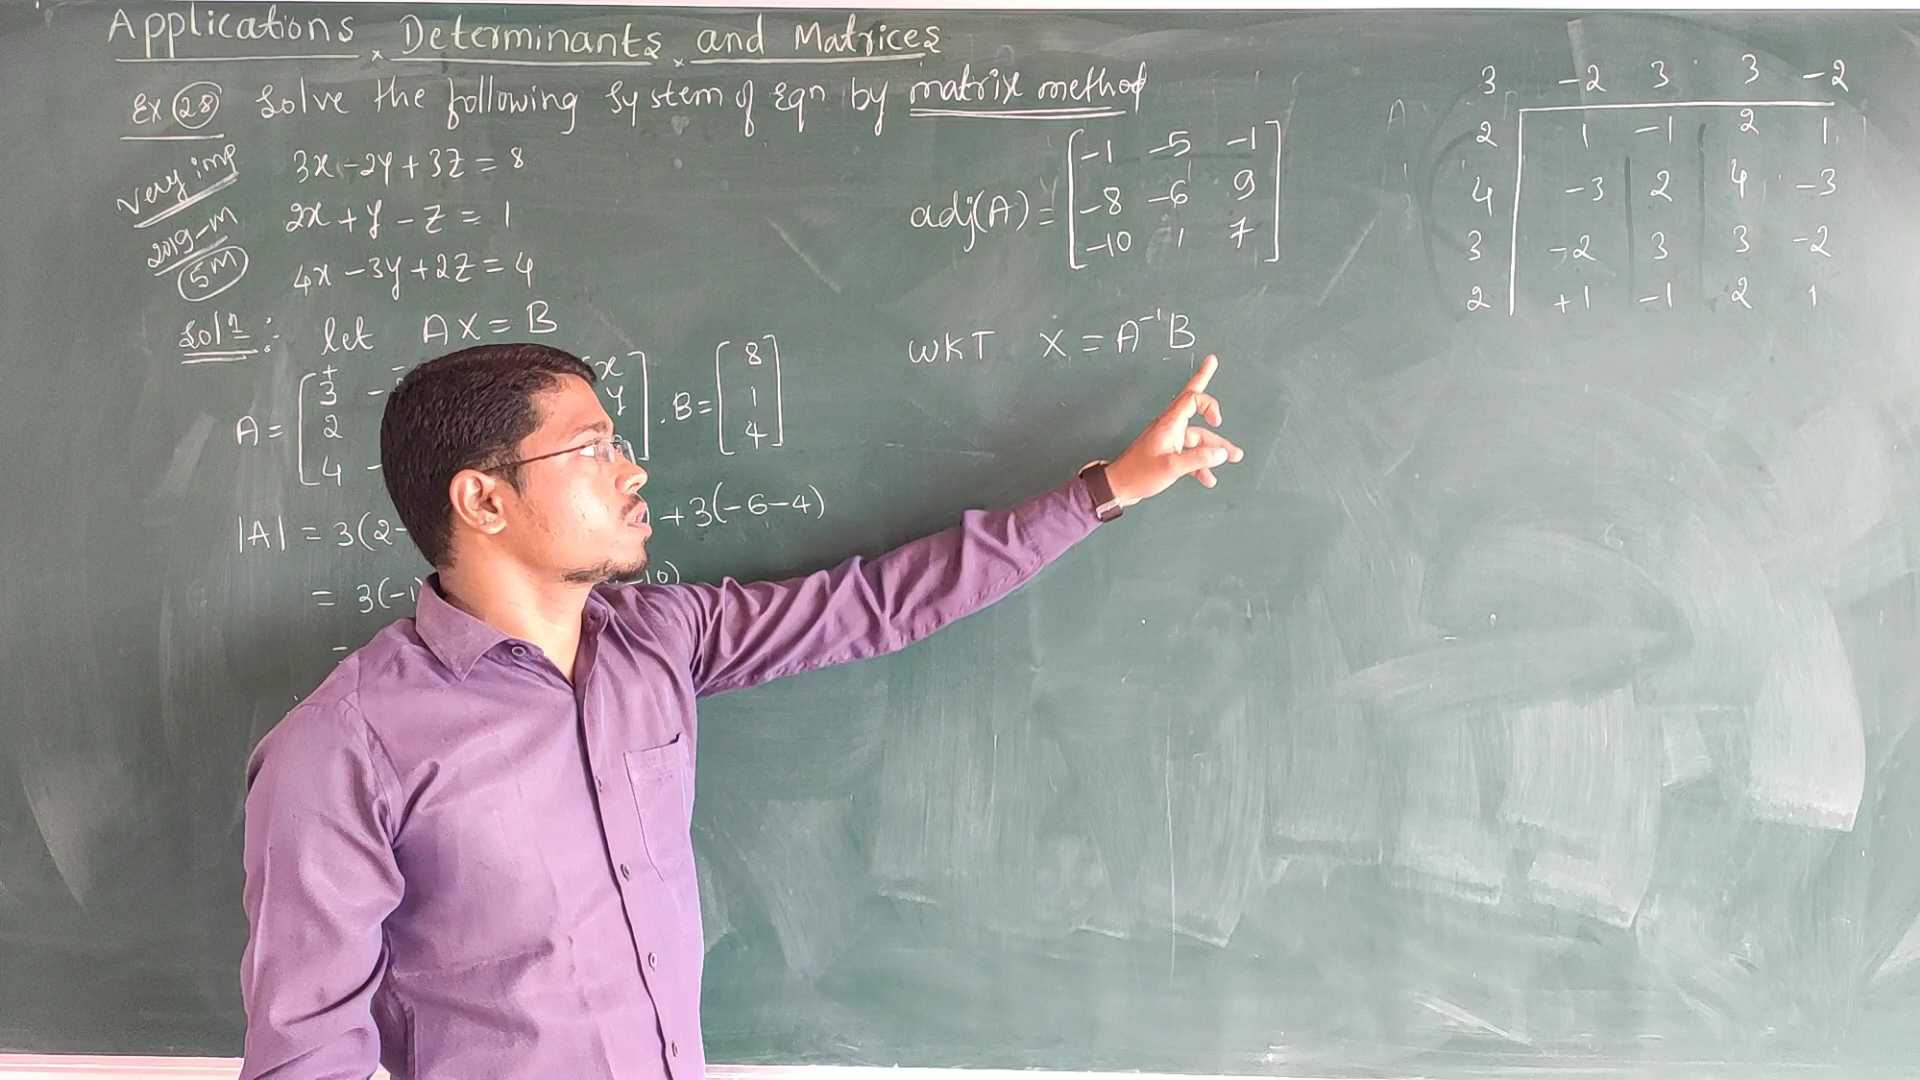 Applications Determinants and Matrices
Ex 28 Solve the following System of Eqn by matrix method
Very imp
2019-M
5M
3x-2y+3z=8
2x+y-z=1
4x-3y+2z=4
Soln: let AX=B
A= [ + -
3 -
2
4 - x
y ] . B= [ 8
1
4 ]
|A| = 3(2- +3(-6-4)
= 3(-1 -10)
adj(A)= [ -1 -5 -1
-8 -6 9
-10 1 7 ]
WKT X = A⁻¹B
3 -2 3 3 -2
2 1 -1 2 1
4 -3 2 4 -3
3 -2 3 3 -2
2 +1 -1 2 1